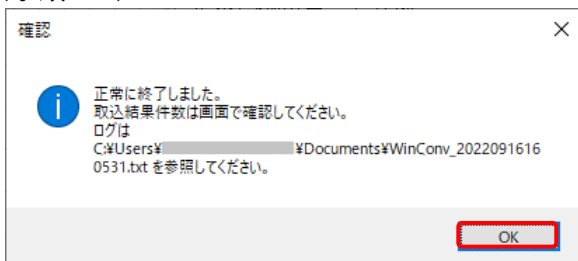 確認
正常に終了しました。
取込結果件数は画面で確認してください。
ログは
C:¥Users¥ ¥Documents¥WinConv_2022091616
0531.txt を参照してください。
OK